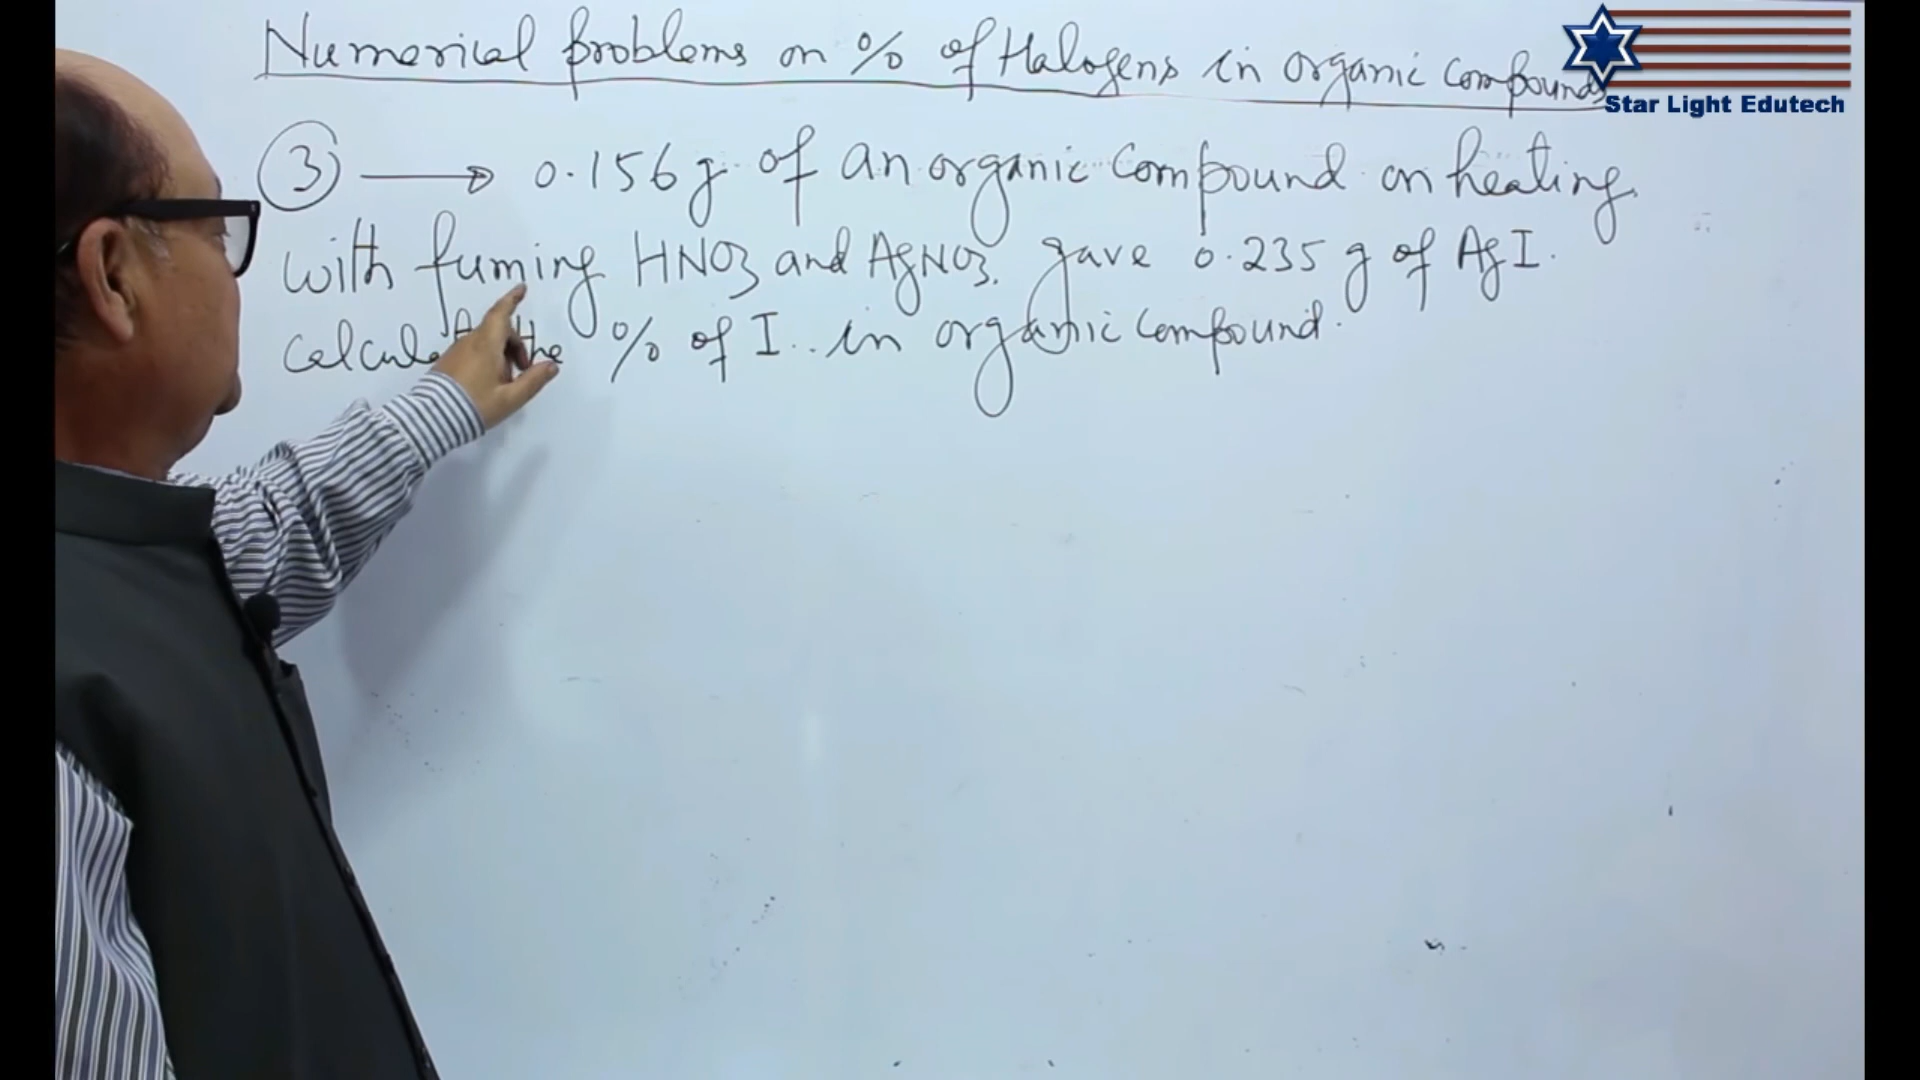 Numerical problems on % of Halogens in organic compounds
Star Light Edutech
③ → 0.156 g of an organic compound on heating
with fuming HNO3 and AgNO3. gave 0.235 g of AgI.
calculate the % of I.. in organic compound.